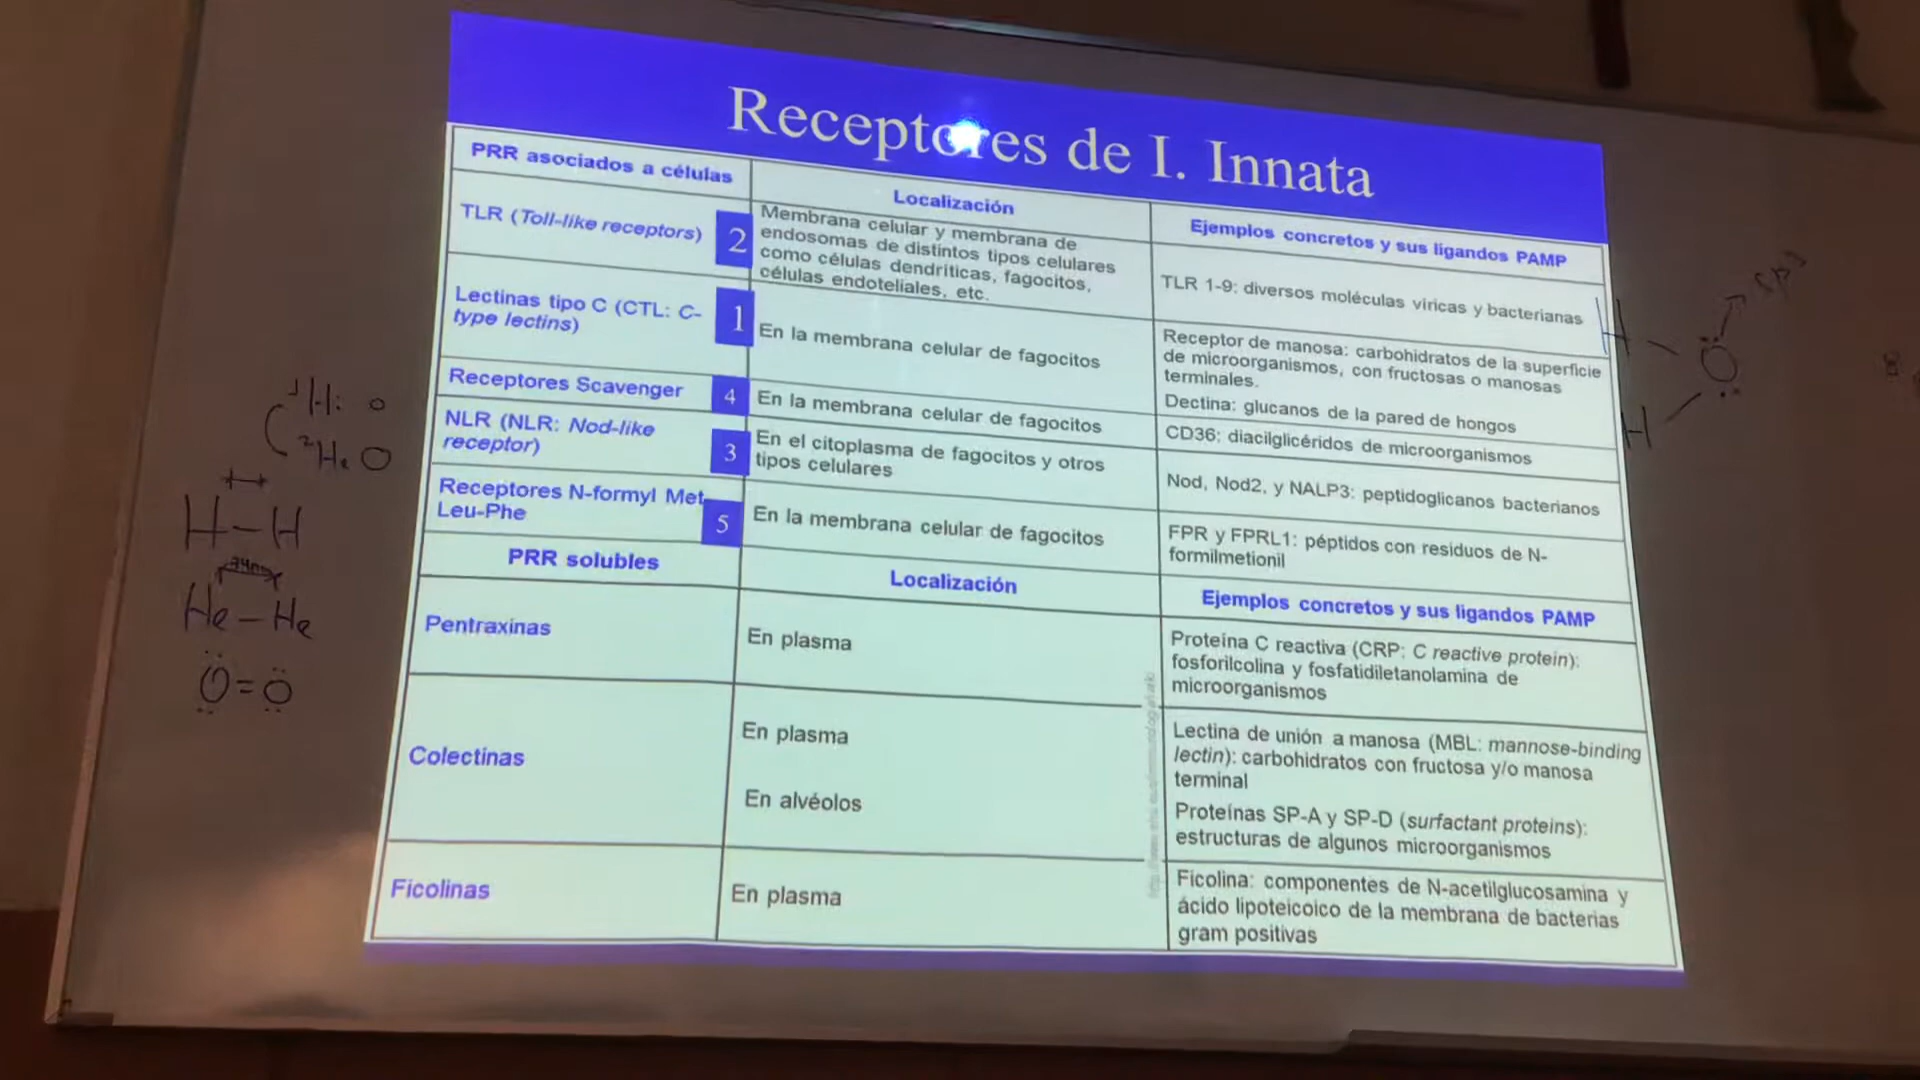 Receptores de I. Innata
PRR asociados a células
Localización
Ejemplos concretos y sus ligandos PAMP
TLR (Toll-like receptors)
2
Membrana celular y membrana de
endosomas de distintos tipos celulares
como células dendríticas, fagocitos,
células endoteliales, etc.
TLR 1-9: diversos moléculas víricas y bacterianas
Lectinas tipo C (CTL: C-
type lectins)
1
En la membrana celular de fagocitos
Receptor de manosa: carbohidratos de la superficie
de microorganismos, con fructosas o manosas
terminales.
Dectina: glucanos de la pared de hongos
Receptores Scavenger
4
En la membrana celular de fagocitos
CD36: diacilglicéridos de microorganismos
NLR (NLR: Nod-like
receptor)
3
En el citoplasma de fagocitos y otros
tipos celulares
Nod, Nod2, y NALP3: peptidoglicanos bacterianos
Receptores N-formyl Met-
Leu-Phe
5
En la membrana celular de fagocitos
FPR y FPRL1: péptidos con residuos de N-
formilmetionil
PRR solubles
Localización
Ejemplos concretos y sus ligandos PAMP
Pentraxinas
En plasma
Proteína C reactiva (CRP: C reactive protein):
fosforilcolina y fosfatidiletanolamina de
microorganismos
Colectinas
En plasma
En alvéolos
Lectina de unión a manosa (MBL: mannose-binding
lectin): carbohidratos con fructosa y/o manosa
terminal
Proteínas SP-A y SP-D (surfactant proteins):
estructuras de algunos microorganismos
Ficolinas
En plasma
Ficolina: componentes de N-acetilglucosamina y
ácido lipoteicoico de la membrana de bacterias
gram positivas
H-H
He-He
O=O
H
O
H